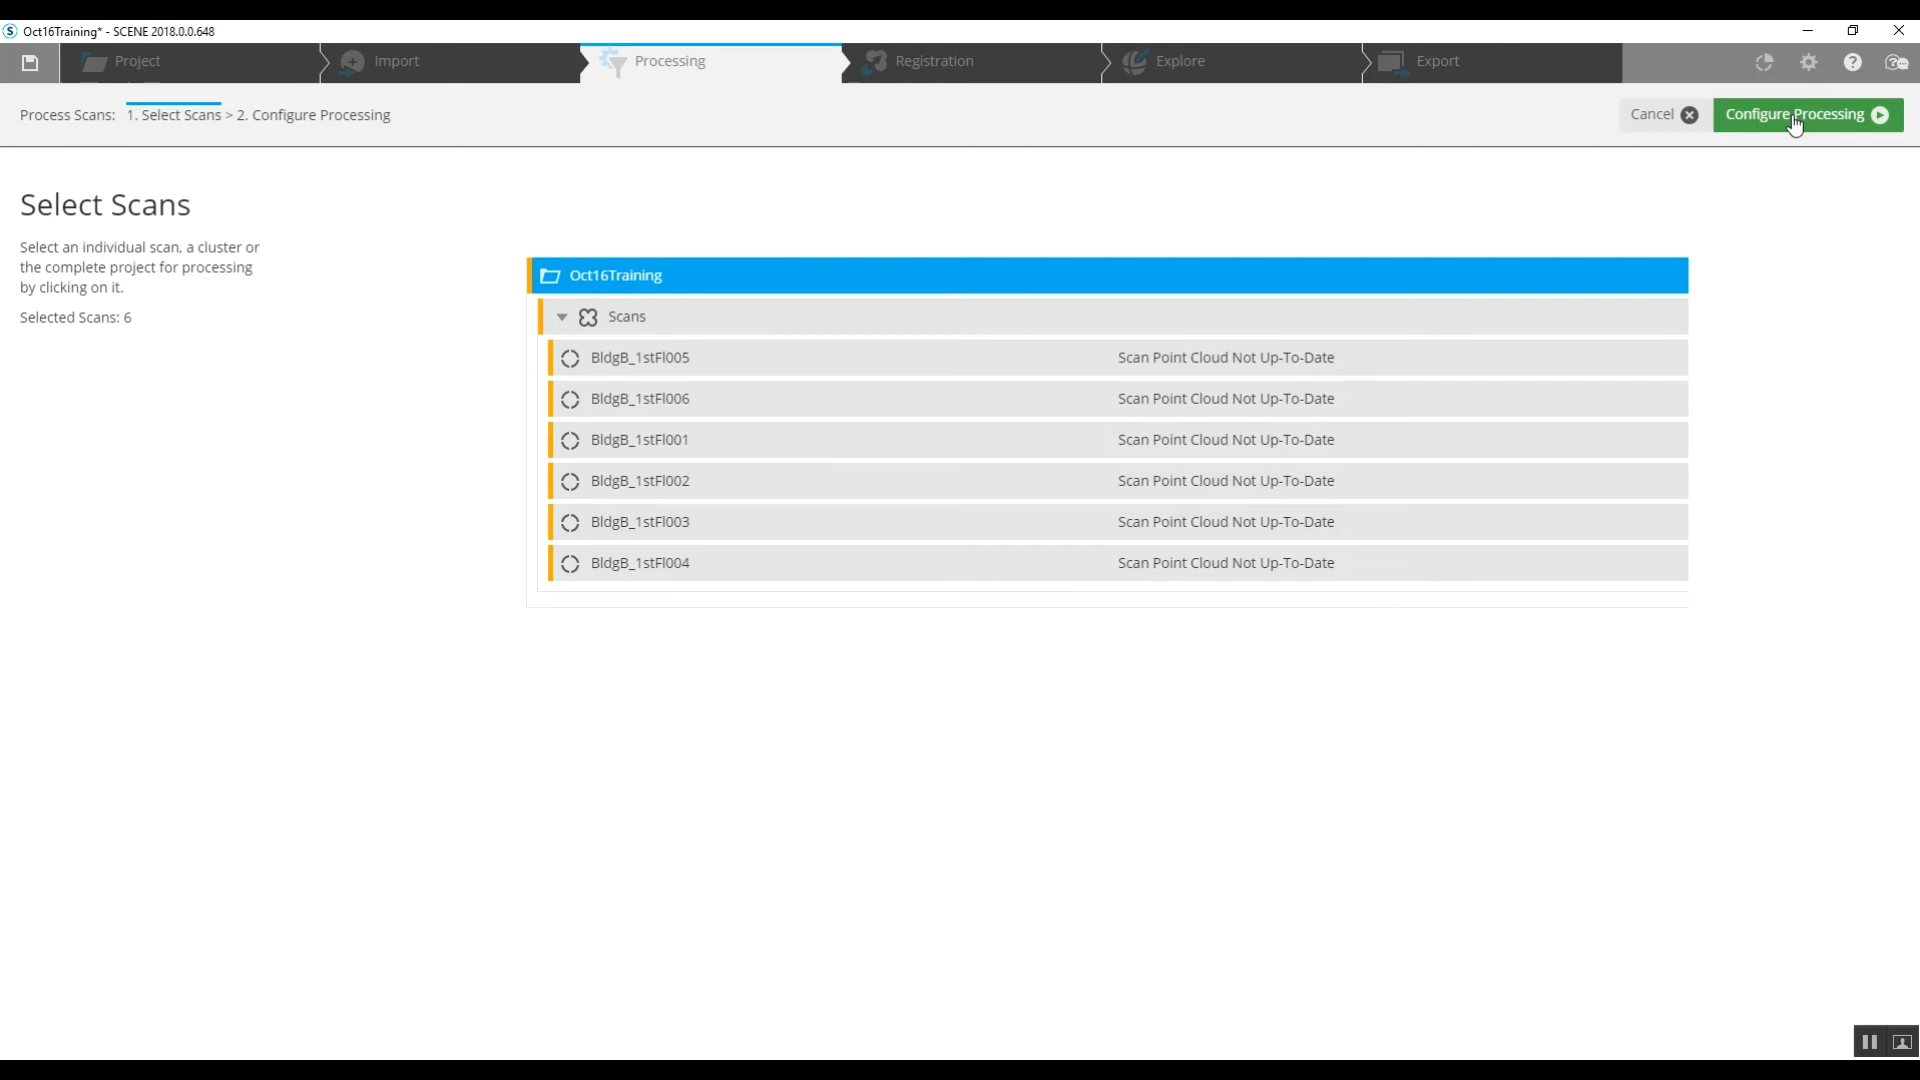 Oct16Training* - SCENE 2018.0.0.648
Project
Import
Processing
Registration
Explore
Export
Process Scans: 1. Select Scans > 2. Configure Processing
Cancel
Configure Processing
Select Scans
Select an individual scan, a cluster or
the complete project for processing
by clicking on it.
Selected Scans: 6
Oct16Training
Scans
BldgB_1stFl005 Scan Point Cloud Not Up-To-Date
BldgB_1stFl006 Scan Point Cloud Not Up-To-Date
BldgB_1stFl001 Scan Point Cloud Not Up-To-Date
BldgB_1stFl002 Scan Point Cloud Not Up-To-Date
BldgB_1stFl003 Scan Point Cloud Not Up-To-Date
BldgB_1stFl004 Scan Point Cloud Not Up-To-Date